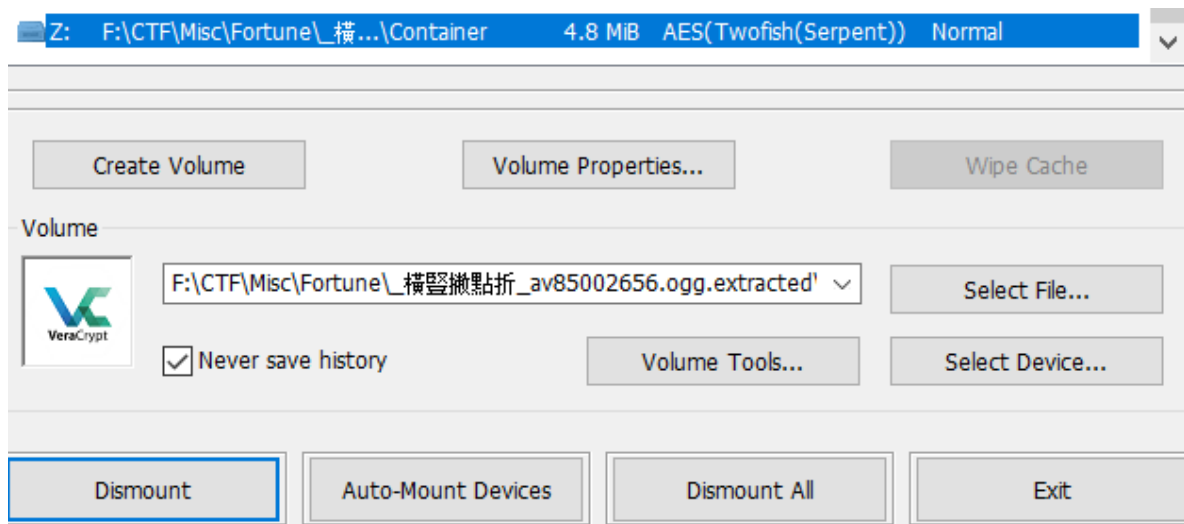 Z: F:\CTF\Misc\Fortune\_橫...\Container 4.8 MiB AES(Twofish(Serpent)) Normal
Create Volume Volume Properties... Wipe Cache
Volume
F:\CTF\Misc\Fortune\_橫豎撇點折_av85002656.ogg.extracted\
Select File...
VeraCrypt
Never save history
Volume Tools... Select Device...
Dismount Auto-Mount Devices Dismount All Exit